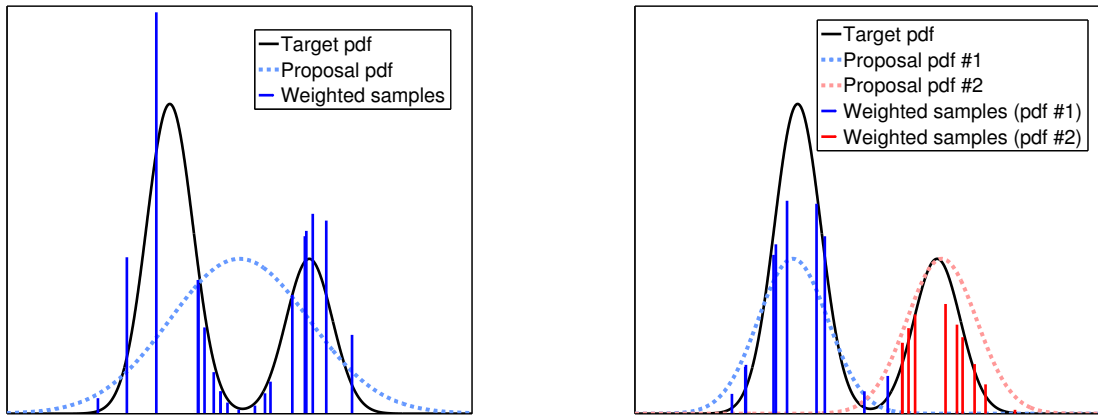 Target pdf
Proposal pdf
Weighted samples
Target pdf
Proposal pdf #1
Proposal pdf #2
Weighted samples (pdf #1)
Weighted samples (pdf #2)